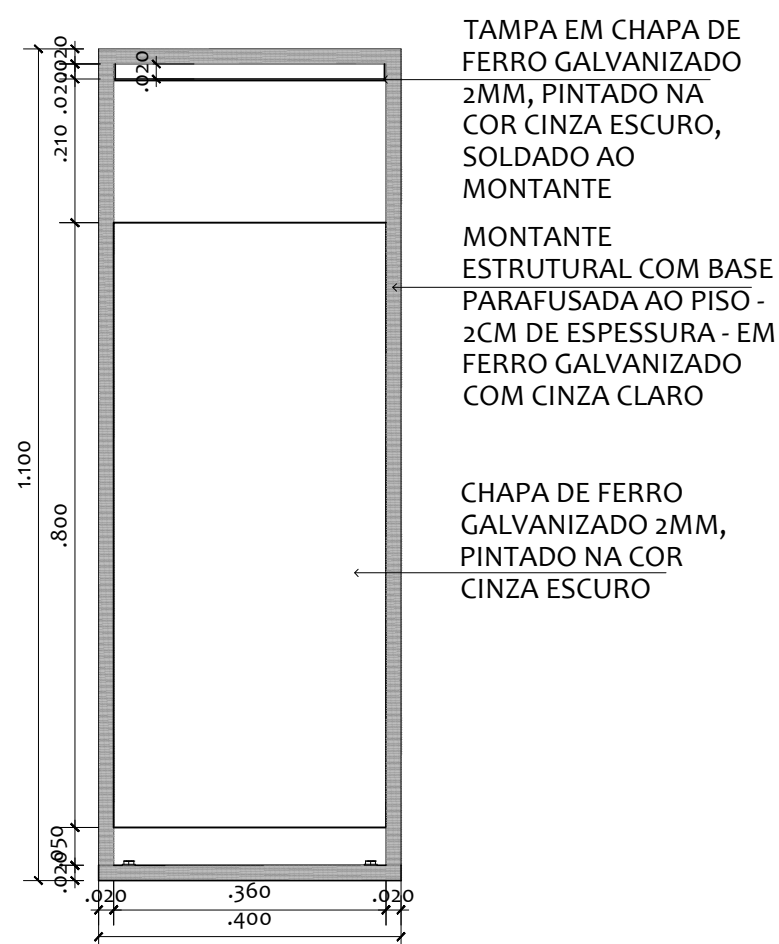 TAMPA EM CHAPA DE
FERRO GALVANIZADO
2MM, PINTADO NA
COR CINZA ESCURO,
SOLDADO AO
MONTANTE
MONTANTE
ESTRUTURAL COM BASE
PARAFUSADA AO PISO -
2CM DE ESPESSURA - EM
FERRO GALVANIZADO
COM CINZA CLARO
CHAPA DE FERRO
GALVANIZADO 2MM,
PINTADO NA COR
CINZA ESCURO
.020
.020
.020
.210
1.100
.800
.050
.020
.020
.360
.020
.400